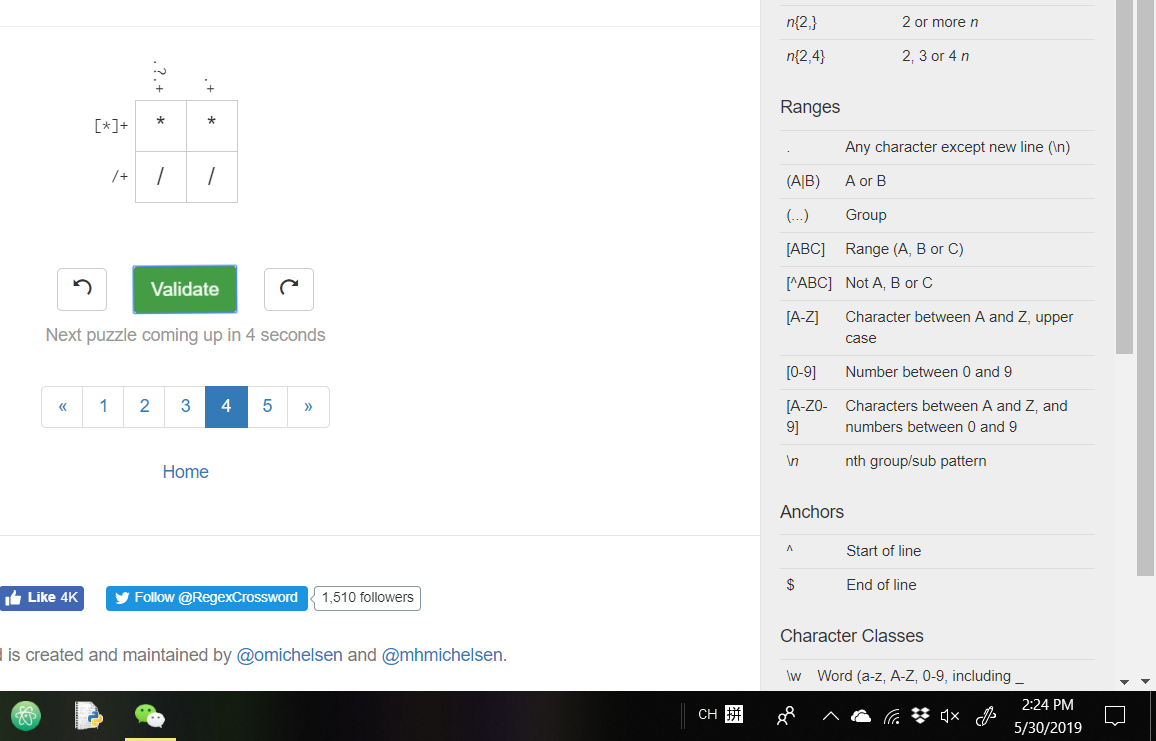 .?.+
.+
[*]+
*
*
/+
/
/
Validate
Next puzzle coming up in 4 seconds
« 1 2 3 4 5 »
Home
Like 4K
Follow @RegexCrossword
1,510 followers
is created and maintained by @omichelsen and @mhmichelsen.
n{2,} 2 or more n
n{2,4} 2, 3 or 4 n
Ranges
. Any character except new line (\n)
(A|B) A or B
(...) Group
[ABC] Range (A, B or C)
[^ABC] Not A, B or C
[A-Z] Character between A and Z, upper
case
[0-9] Number between 0 and 9
[A-Z0- Characters between A and Z, and
9] numbers between 0 and 9
\n nth group/sub pattern
Anchors
^ Start of line
$ End of line
Character Classes
\w Word (a-z, A-Z, 0-9, including _
CH 拼
2:24 PM
5/30/2019